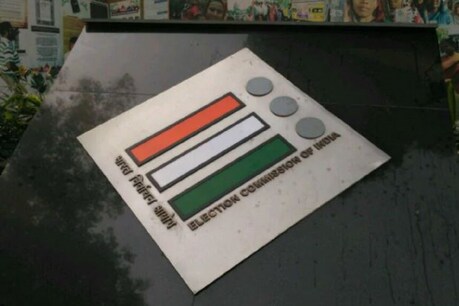 भारत निर्वाचन आयोग
ELECTION COMMISSION OF INDIA